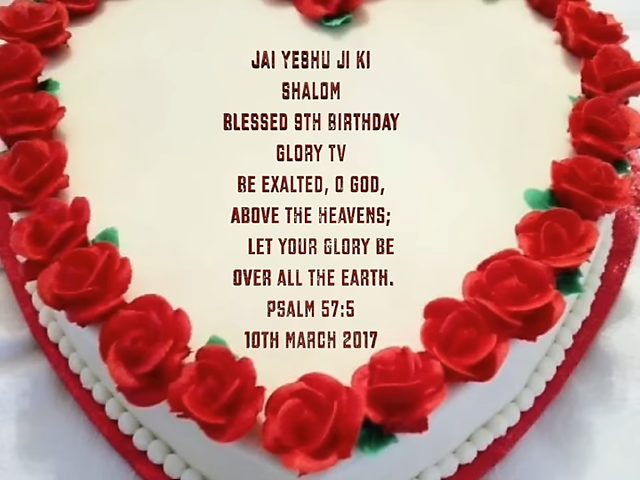 JAI YESHU JI KI
SHALOM
BLESSED 9TH BIRTHDAY
GLORY TV
BE EXALTED, O GOD,
ABOVE THE HEAVENS;
LET YOUR GLORY BE
OVER ALL THE EARTH.
PSALM 57:5
10TH MARCH 2017